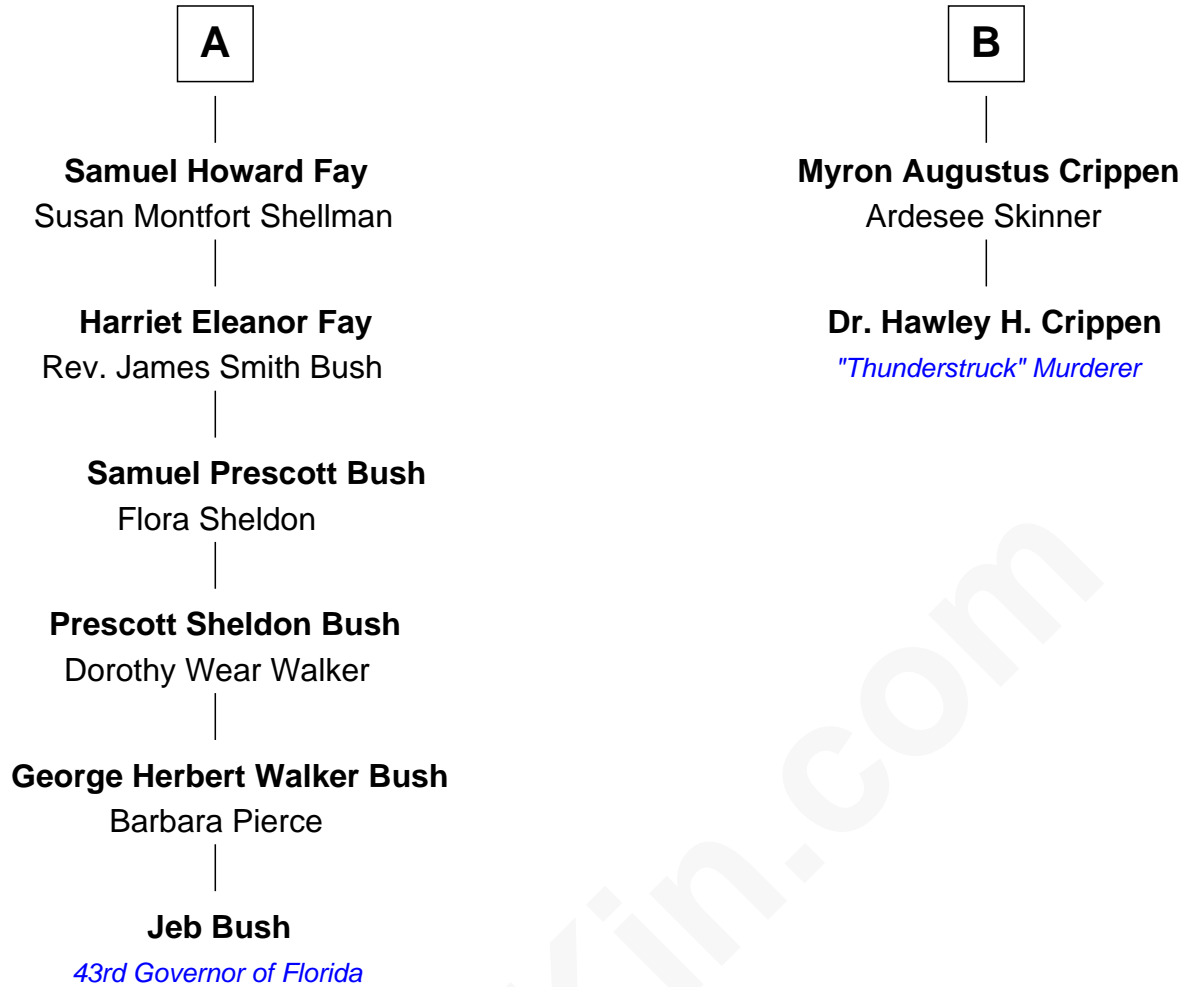 A
Samuel Howard Fay
Susan Montfort Shellman
Harriet Eleanor Fay
Rev. James Smith Bush
Samuel Prescott Bush
Flora Sheldon
Prescott Sheldon Bush
Dorothy Wear Walker
George Herbert Walker Bush
Barbara Pierce
Jeb Bush
43rd Governor of Florida
B
Myron Augustus Crippen
Ardesee Skinner
Dr. Hawley H. Crippen
"Thunderstruck" Murderer
Kin.com